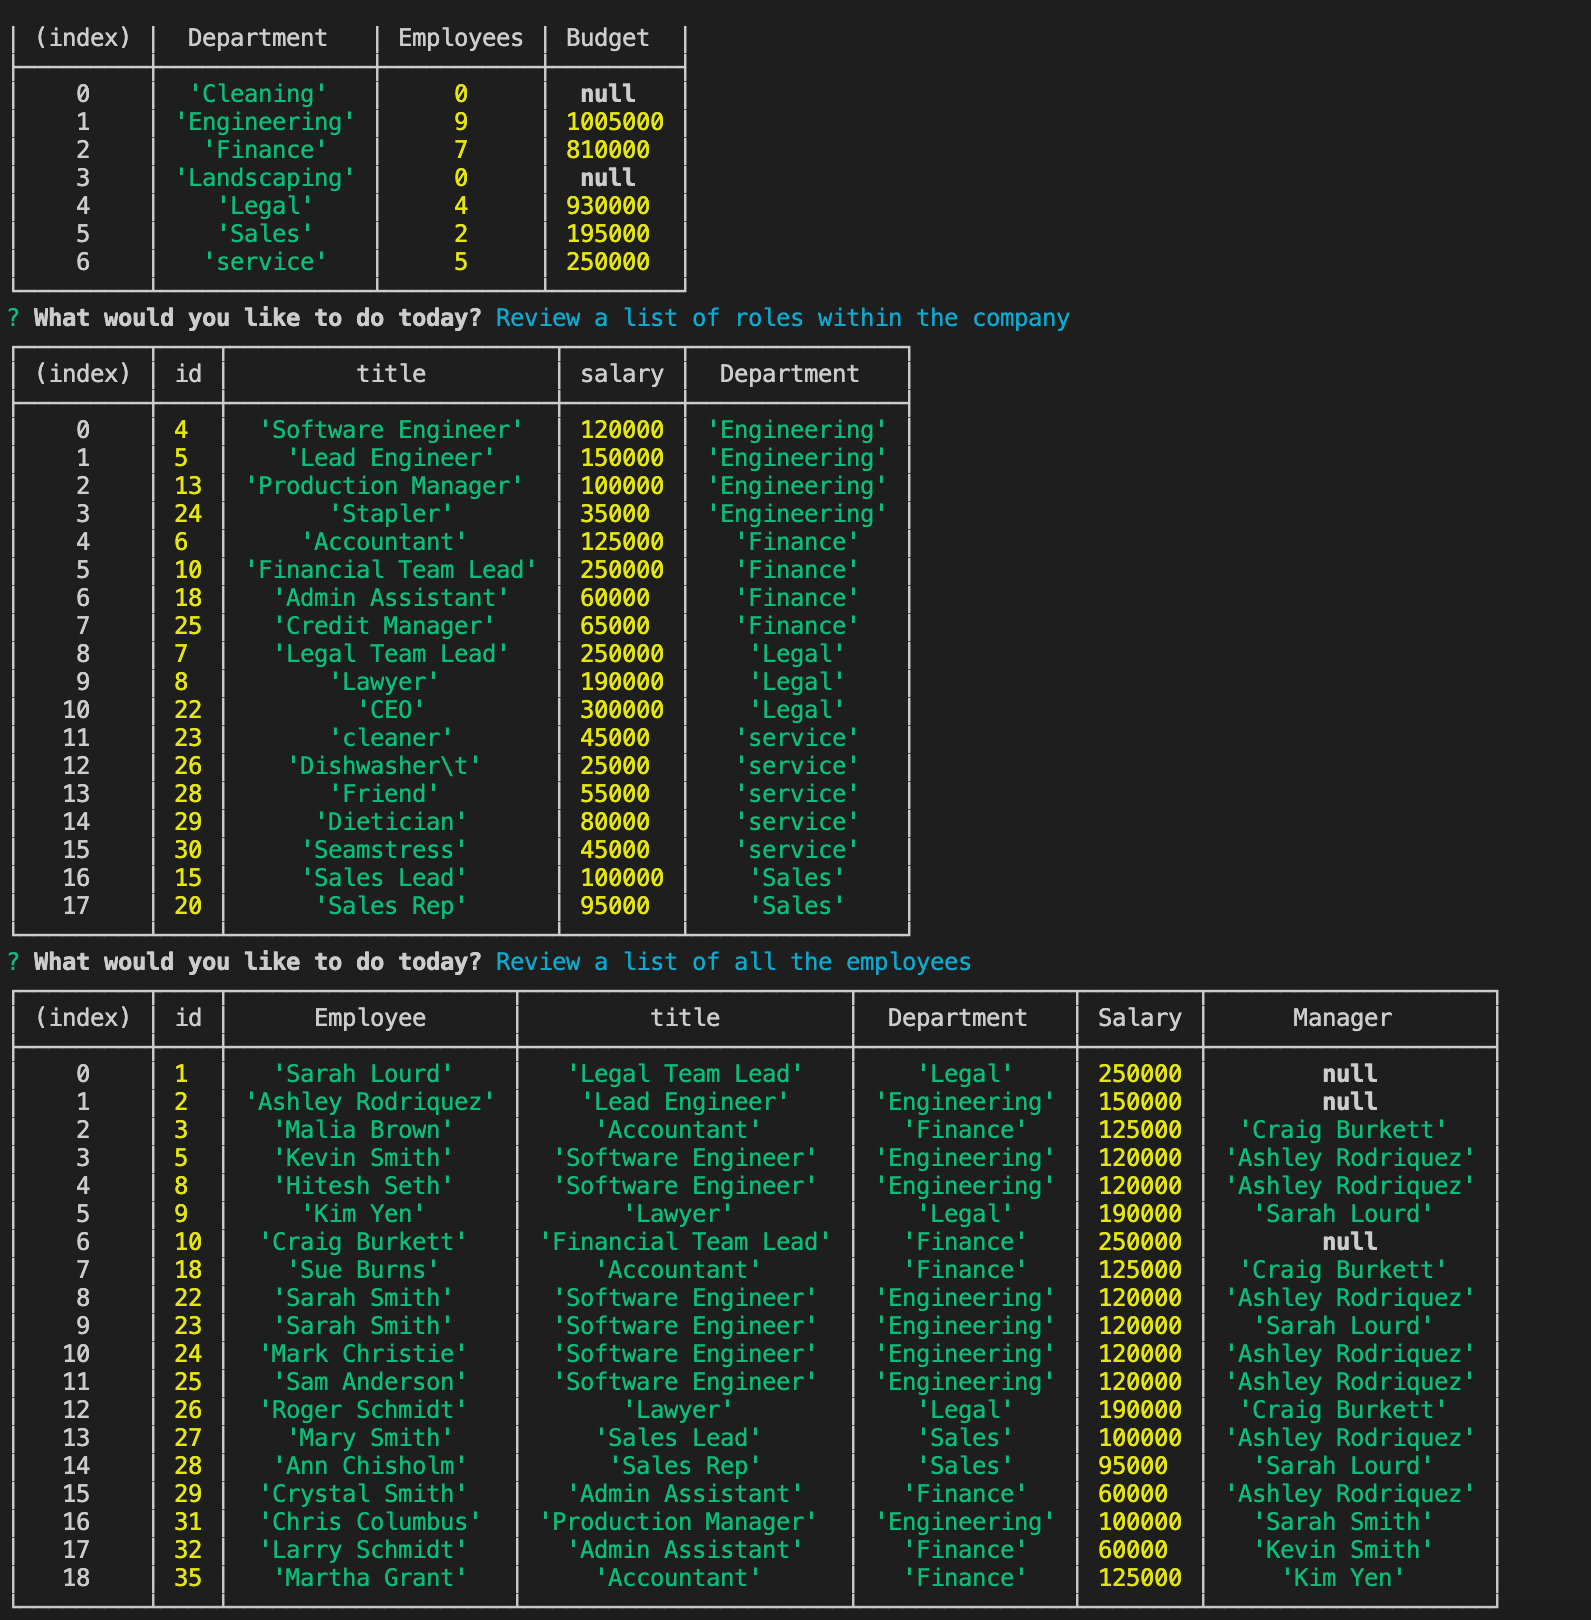 (index) Department Employees Budget
0 'Cleaning' 0 null
1 'Engineering' 9 1005000
2 'Finance' 7 810000
3 'Landscaping' 0 null
4 'Legal' 4 930000
5 'Sales' 2 195000
6 'service' 5 250000
? What would you like to do today? Review a list of roles within the company
(index) id title salary Department
0 4 'Software Engineer' 120000 'Engineering'
1 5 'Lead Engineer' 150000 'Engineering'
2 13 'Production Manager' 100000 'Engineering'
3 24 'Stapler' 35000 'Engineering'
4 6 'Accountant' 125000 'Finance'
5 10 'Financial Team Lead' 250000 'Finance'
6 18 'Admin Assistant' 60000 'Finance'
7 25 'Credit Manager' 65000 'Finance'
8 7 'Legal Team Lead' 250000 'Legal'
9 8 'Lawyer' 190000 'Legal'
10 22 'CEO' 300000 'Legal'
11 23 'cleaner' 45000 'service'
12 26 'Dishwasher\t' 25000 'service'
13 28 'Friend' 55000 'service'
14 29 'Dietician' 80000 'service'
15 30 'Seamstress' 45000 'service'
16 15 'Sales Lead' 100000 'Sales'
17 20 'Sales Rep' 95000 'Sales'
? What would you like to do today? Review a list of all the employees
(index) id Employee title Department Salary Manager
0 1 'Sarah Lourd' 'Legal Team Lead' 'Legal' 250000 null
1 2 'Ashley Rodriquez' 'Lead Engineer' 'Engineering' 150000 null
2 3 'Malia Brown' 'Accountant' 'Finance' 125000 'Craig Burkett'
3 5 'Kevin Smith' 'Software Engineer' 'Engineering' 120000 'Ashley Rodriquez'
4 8 'Hitesh Seth' 'Software Engineer' 'Engineering' 120000 'Ashley Rodriquez'
5 9 'Kim Yen' 'Lawyer' 'Legal' 190000 'Sarah Lourd'
6 10 'Craig Burkett' 'Financial Team Lead' 'Finance' 250000 null
7 18 'Sue Burns' 'Accountant' 'Finance' 125000 'Craig Burkett'
8 22 'Sarah Smith' 'Software Engineer' 'Engineering' 120000 'Ashley Rodriquez'
9 23 'Sarah Smith' 'Software Engineer' 'Engineering' 120000 'Sarah Lourd'
10 24 'Mark Christie' 'Software Engineer' 'Engineering' 120000 'Ashley Rodriquez'
11 25 'Sam Anderson' 'Software Engineer' 'Engineering' 120000 'Ashley Rodriquez'
12 26 'Roger Schmidt' 'Lawyer' 'Legal' 190000 'Craig Burkett'
13 27 'Mary Smith' 'Sales Lead' 'Sales' 100000 'Ashley Rodriquez'
14 28 'Ann Chisholm' 'Sales Rep' 'Sales' 95000 'Sarah Lourd'
15 29 'Crystal Smith' 'Admin Assistant' 'Finance' 60000 'Ashley Rodriquez'
16 31 'Chris Columbus' 'Production Manager' 'Engineering' 100000 'Sarah Smith'
17 32 'Larry Schmidt' 'Admin Assistant' 'Finance' 60000 'Kevin Smith'
18 35 'Martha Grant' 'Accountant' 'Finance' 125000 'Kim Yen'